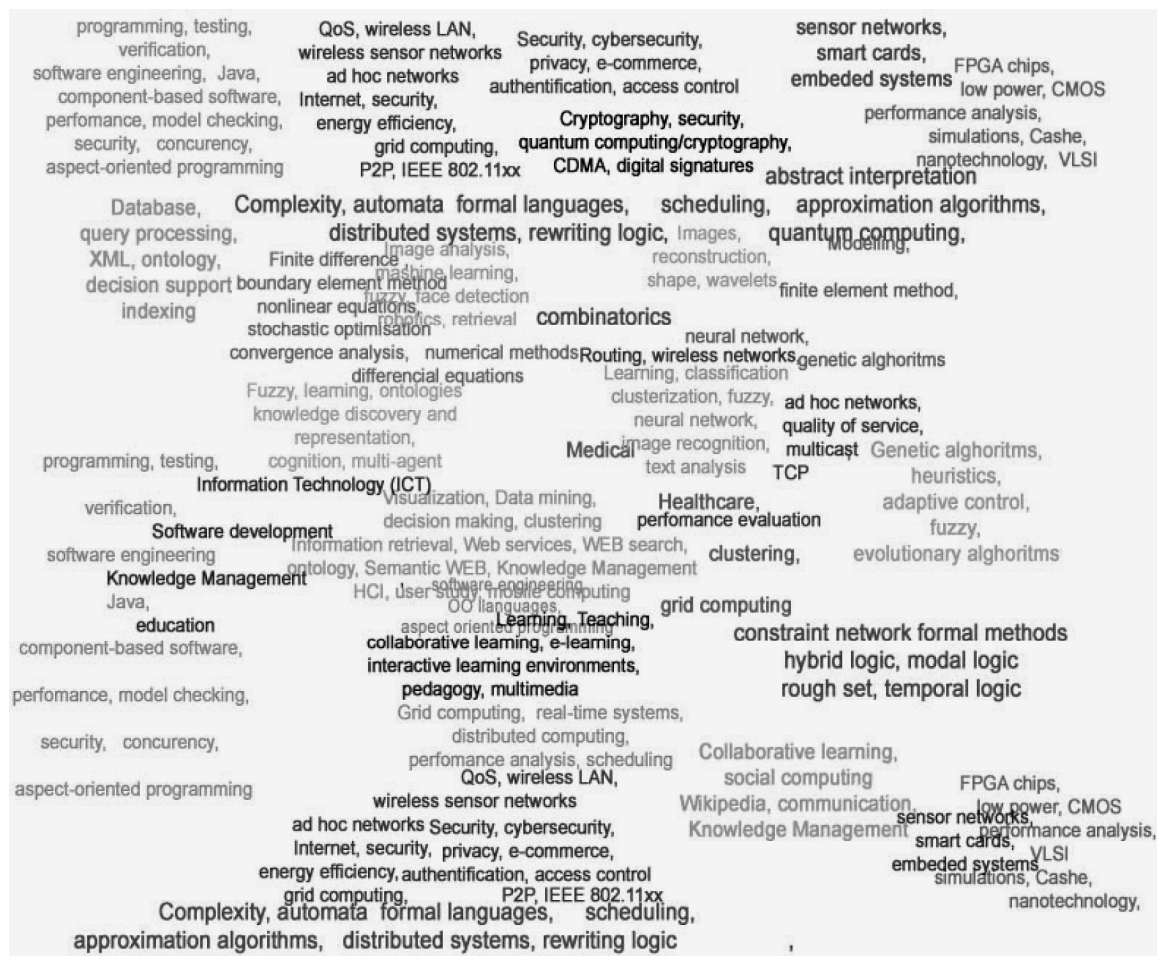 programming, testing,
verification,
software engineering, Java,
component-based software,
perfomance, model checking,
security, concurency,
aspect-oriented programming
QoS, wireless LAN,
wireless sensor networks
ad hoc networks
Internet, security,
energy efficiency,
grid computing,
P2P, IEEE 802.11xx
Security, cybersecurity,
privacy, e-commerce,
authentification, access control
Cryptography, security,
quantum computing/cryptography,
CDMA, digital signatures
sensor networks,
smart cards,
embeded systems
FPGA chips,
low power, CMOS
performance analysis,
simulations, Cashe,
nanotechnology, VLSI
abstract interpretation
Complexity, automata formal languages, scheduling, approximation algorithms,
distributed systems, rewriting logic, quantum computing,
Database,
query processing,
XML, ontology,
decision support
indexing
Finite difference
boundary element method
nonlinear equations,
stochastic optimisation
convergence analysis, numerical methods
differencial equations
Image analysis,
mashine learning,
fuzzy, face detection
robotics, retrieval
Images,
reconstruction,
shape, wavelets
Modelling,
finite element method,
combinatorics
neural network,
genetic alghoritms
Routing, wireless networks,
Learning, classification
clusterization, fuzzy,
neural network,
image recognition,
text analysis
ad hoc networks,
quality of service,
multicast
TCP
Fuzzy, learning, ontologies
knowledge discovery and
representation,
cognition, multi-agent
Medical
Genetic alghoritms,
heuristics,
adaptive control,
fuzzy,
evolutionary alghoritms
programming, testing,
Information Technology (ICT)
verification,
Software development
software engineering
Knowledge Management
Java,
education
component-based software,
perfomance, model checking,
security, concurency,
aspect-oriented programming
Visualization, Data mining,
decision making, clustering
Information retrieval, Web services, WEB search,
ontology, Semantic WEB, Knowledge Management
HCI, user study, mobile computing
Healthcare,
perfomance evaluation
clustering,
grid computing
software engineering
OO llanguages,
aspect oriented programming
Learning, Teaching,
collaborative learning, e-learning,
interactive learning environments,
pedagogy, multimedia
constraint network formal methods
hybrid logic, modal logic
rough set, temporal logic
Grid computing, real-time systems,
distributed computing,
perfomance analysis, scheduling
QoS, wireless LAN,
wireless sensor networks
ad hoc networks
Internet, security,
energy efficiency,
grid computing,
P2P, IEEE 802.11xx
Security, cybersecurity,
privacy, e-commerce,
authentification, access control
Collaborative learning,
social computing
Wikipedia, communication,
Knowledge Management
FPGA chips,
low power, CMOS
performance analysis,
VLSI
simulations, Cashe,
nanotechnology,
sensor networks,
smart cards,
embeded systems
Complexity, automata formal languages, scheduling,
approximation algorithms, distributed systems, rewriting logic ,